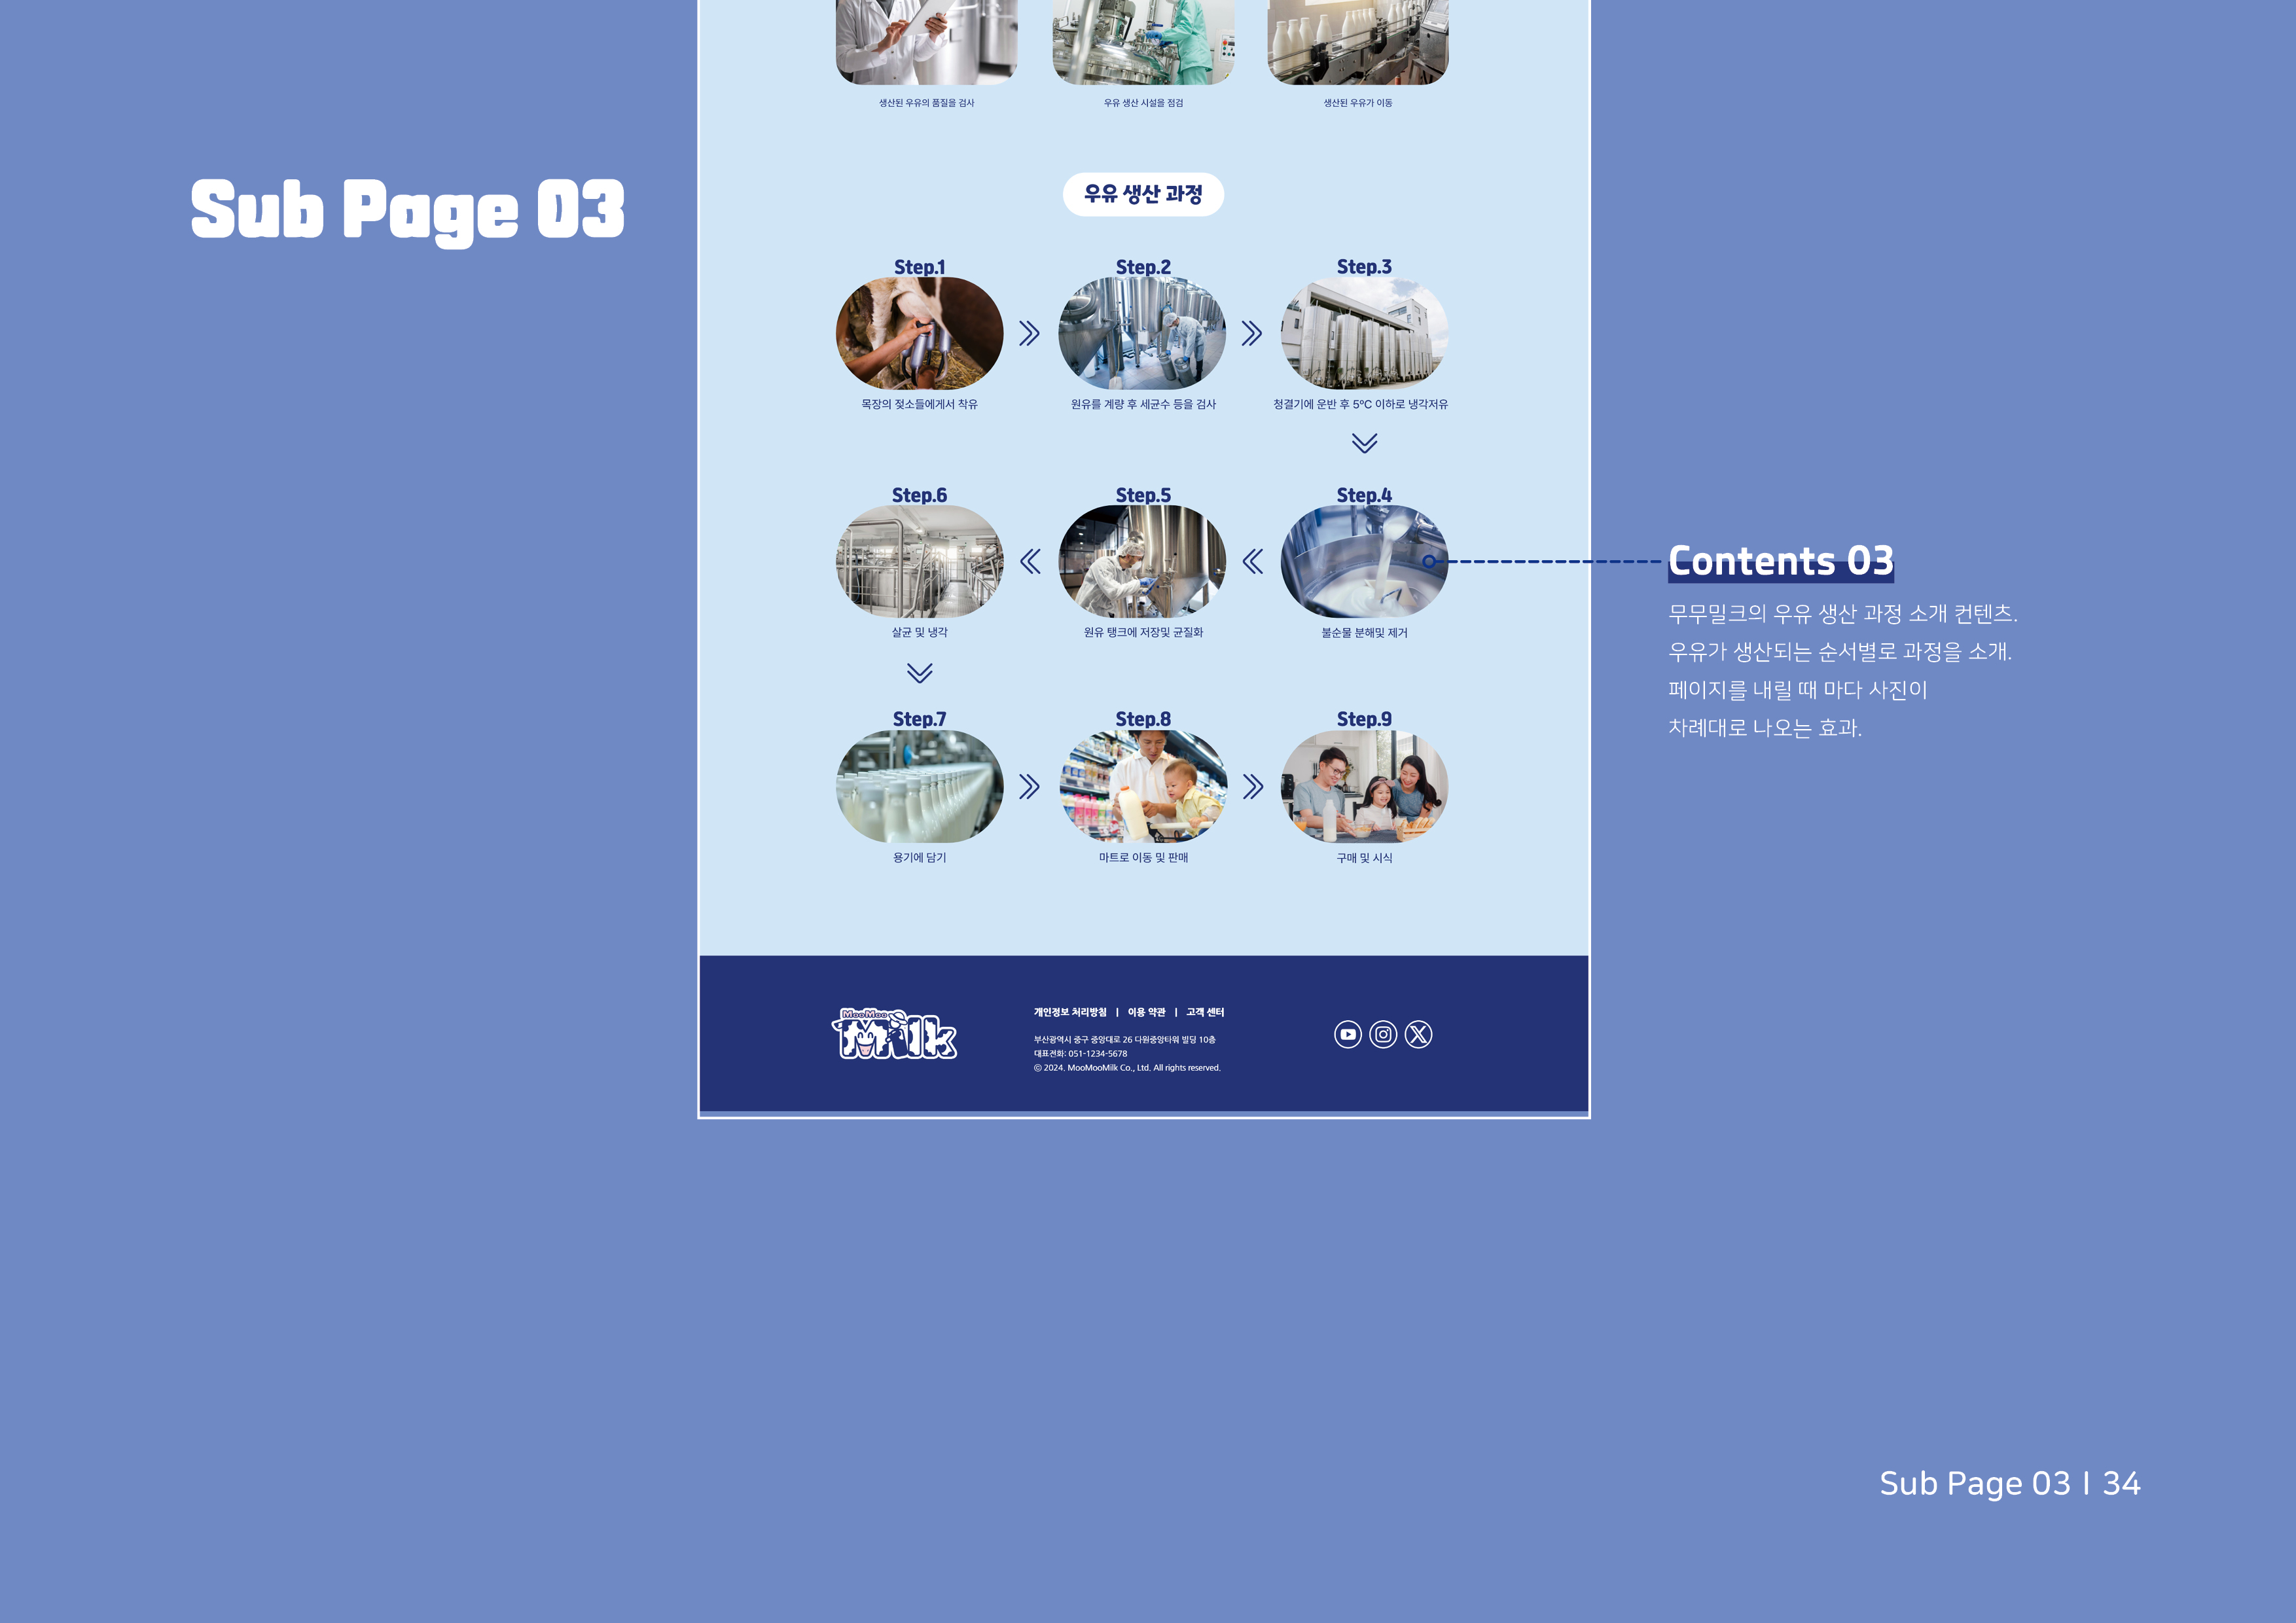 생산된 우유의 품질을 검사
우유 생산 시설을 점검
생산된 우유가 이동
Sub Page 03
우유 생산 과정
Step.1
Step.2
Step.3
목장의 젖소들에게서 착유
원유를 계량 후 세균수 등을 검사
청결기에 운반 후 5ºC 이하로 냉각저유
Step.6
Step.5
Step.4
살균 및 냉각
원유 탱크에 저장및 균질화
불순물 분해및 제거
Contents 03
무무밀크의 우유 생산 과정 소개 컨텐츠.
우유가 생산되는 순서별로 과정을 소개.
페이지를 내릴 때 마다 사진이
차례대로 나오는 효과.
Step.7
Step.8
Step.9
용기에 담기
마트로 이동 및 판매
구매 및 시식
MooMoo
Milk
개인정보 처리방침 | 이용 약관 | 고객 센터
부산광역시 중구 중앙대로 26 다원중앙타워 빌딩 10층
대표전화: 051-1234-5678
© 2024. MooMooMilk Co., Ltd. All rights reserved.
Sub Page 03 | 34